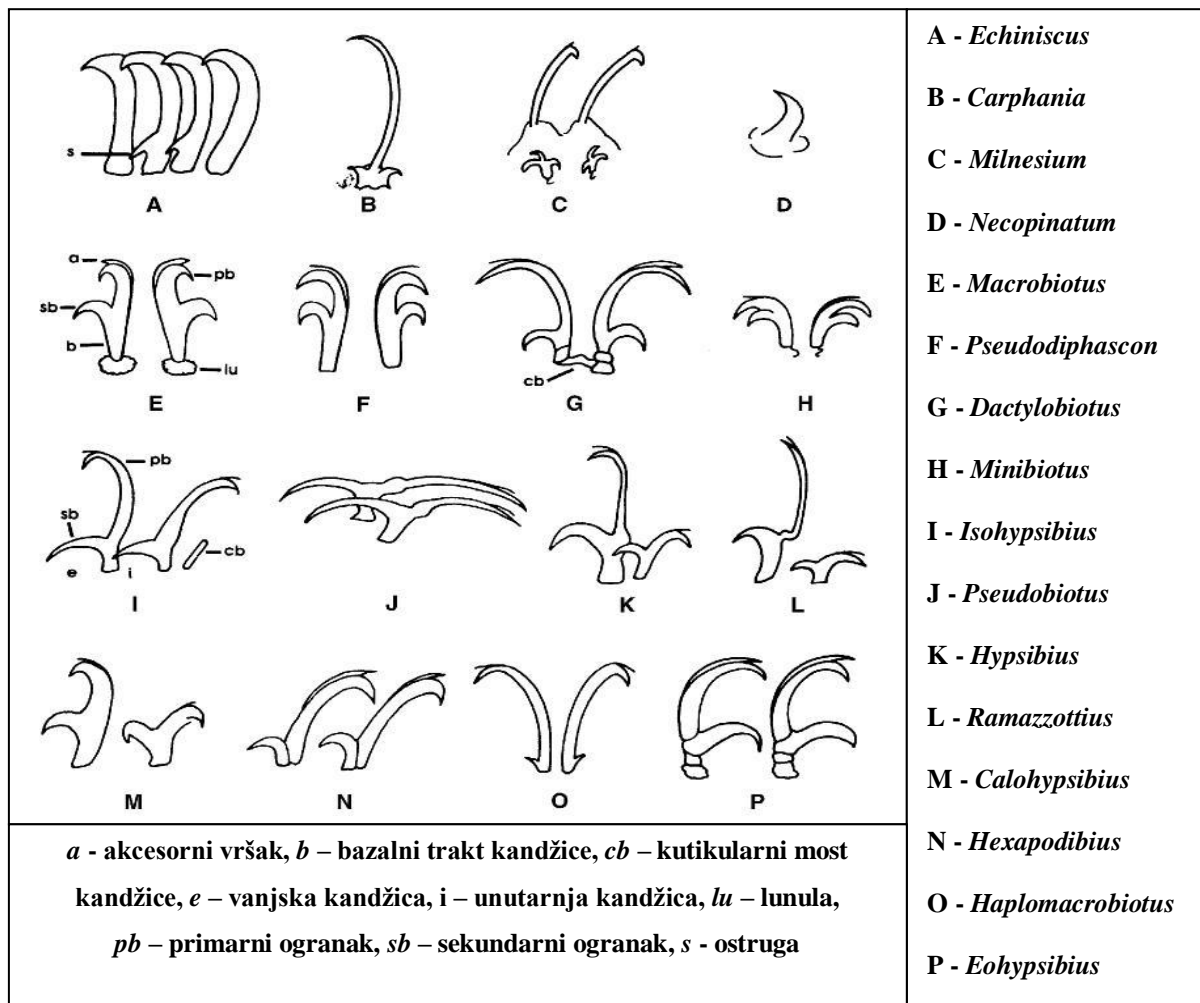 s
A
B
C
D
a
pb
sb
b
lu
E
F
cb
G
H
pb
sb
cb
e
i
I
J
K
L
M
N
O
P
a - akcesorni vršak, b – bazalni trakt kandžice, cb – kutikularni most
kandžice, e – vanjska kandžica, i – unutarnja kandžica, lu – lunula,
pb – primarni ogranak, sb – sekundarni ogranak, s - ostruga
A - Echiniscus
B - Carphania
C - Milnesium
D - Necopinatum
E - Macrobiotus
F - Pseudodiphascon
G - Dactylobiotus
H - Minibiotus
I - Isohypsibius
J - Pseudobiotus
K - Hypsibius
L - Ramazzottius
M - Calohypsibius
N - Hexapodibius
O - Haplomacrobiotus
P - Eohypsibius